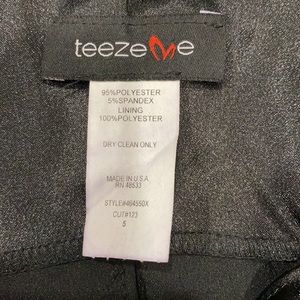 teezeme
95%POLYESTER
5%SPANDEX
LINING
100%POLYESTER
DRY CLEAN ONLY
MADE IN U.S.A.
RN 48533
STYLE#464550X
CUT#123
5